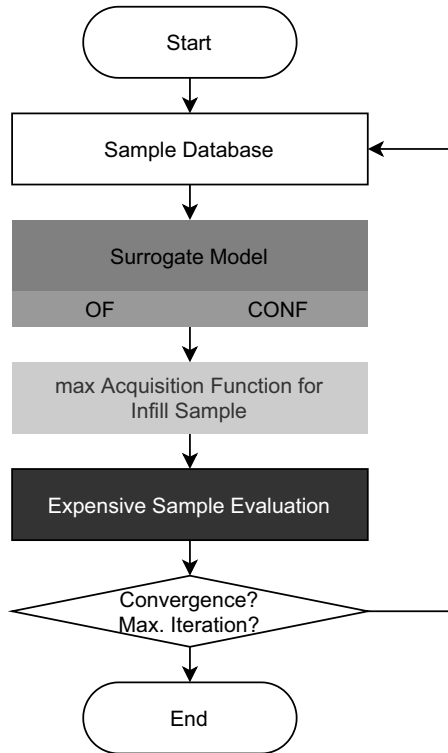 Start
Sample Database
Surrogate Model
OF CONF
max Acquisition Function for
Infill Sample
Expensive Sample Evaluation
Convergence?
Max. Iteration?
End